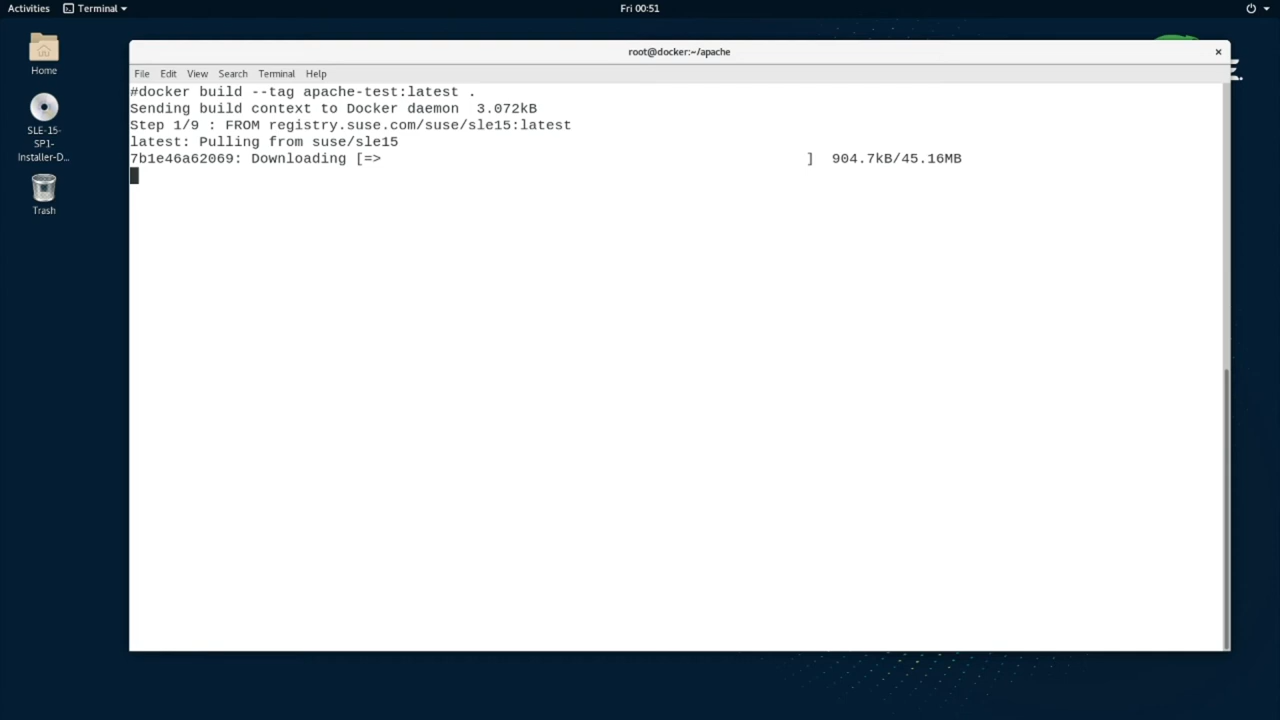 Activities
Terminal
Fri 00:51
Home
SLE-15-
SP1-
Installer-D...
Trash
root@docker:~/apache
File Edit View Search Terminal Help
#docker build --tag apache-test:latest .
Sending build context to Docker daemon  3.072kB
Step 1/9 : FROM registry.suse.com/suse/sle15:latest
latest: Pulling from suse/sle15
7b1e46a62069: Downloading [=>                                                  ]  904.7kB/45.16MB